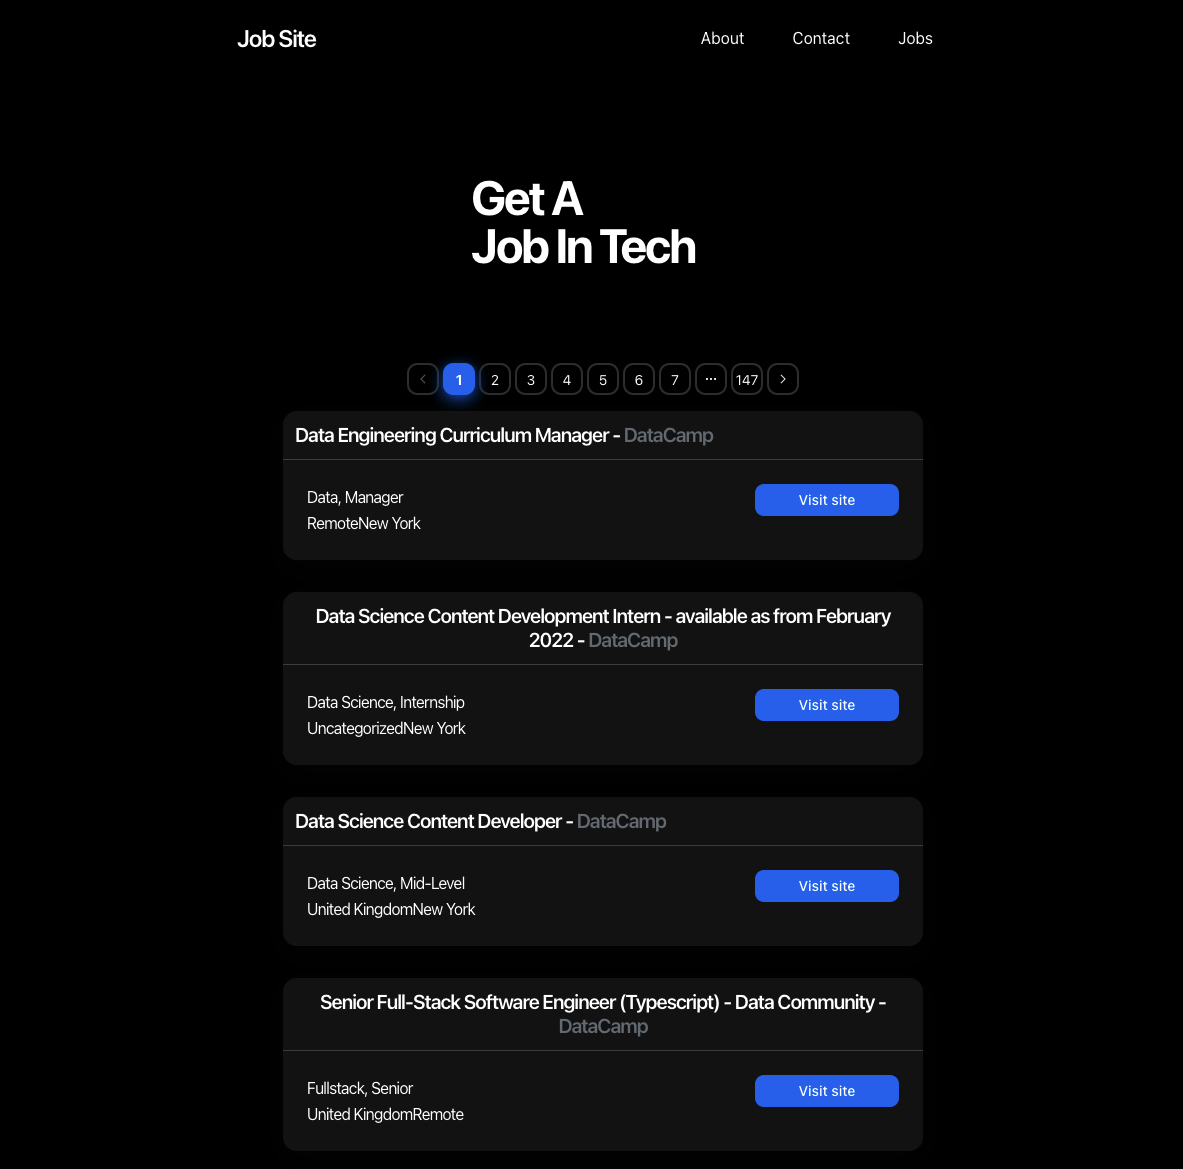 Job Site
About Contact Jobs
Get A
Job In Tech
1 2 3 4 5 6 7 ··· 147
Data Engineering Curriculum Manager - DataCamp
Data, Manager
Visit site
RemoteNew York
Data Science Content Development Intern - available as from February
2022 - DataCamp
Data Science, Internship
Visit site
UncategorizedNew York
Data Science Content Developer - DataCamp
Data Science, Mid-Level
Visit site
United KingdomNew York
Senior Full-Stack Software Engineer (Typescript) - Data Community -
DataCamp
Fullstack, Senior
Visit site
United KingdomRemote